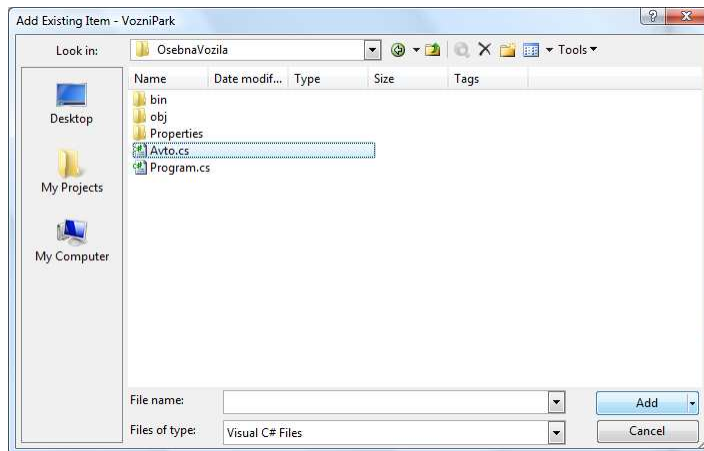 Add Existing Item - VozniPark
Look in: OsebnaVozila Tools
Name Date modif... Type Size Tags
Desktop
My Projects
My Computer
bin
obj
Properties
Avto.cs
Program.cs
File name: Add
Files of type: Visual C# Files Cancel